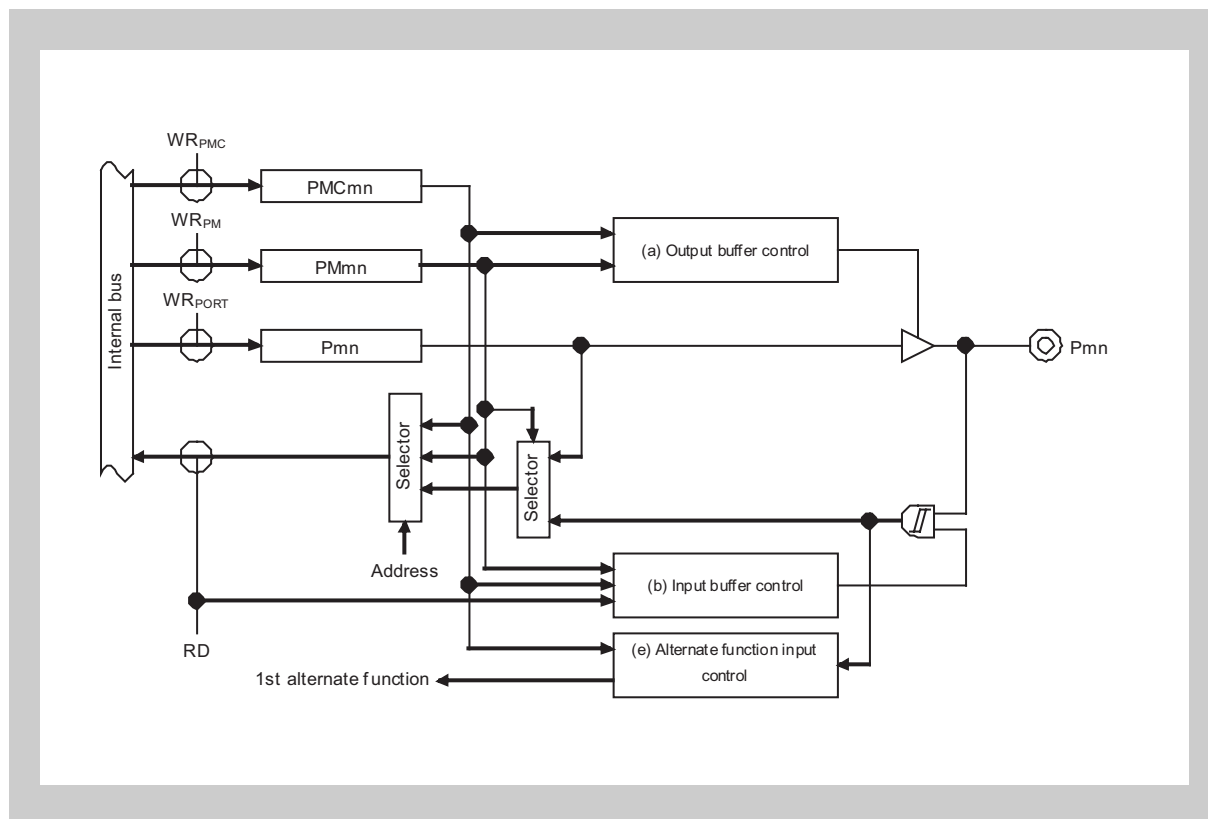 WRPMC
PMCmn
WRPM
(a) Output buffer control
PMmn
Internal bus
WRPORT
Pmn
Pmn
Selector
Selector
Address
(b) Input buffer control
RD
(e) Alternate function input
control
1st alternate function